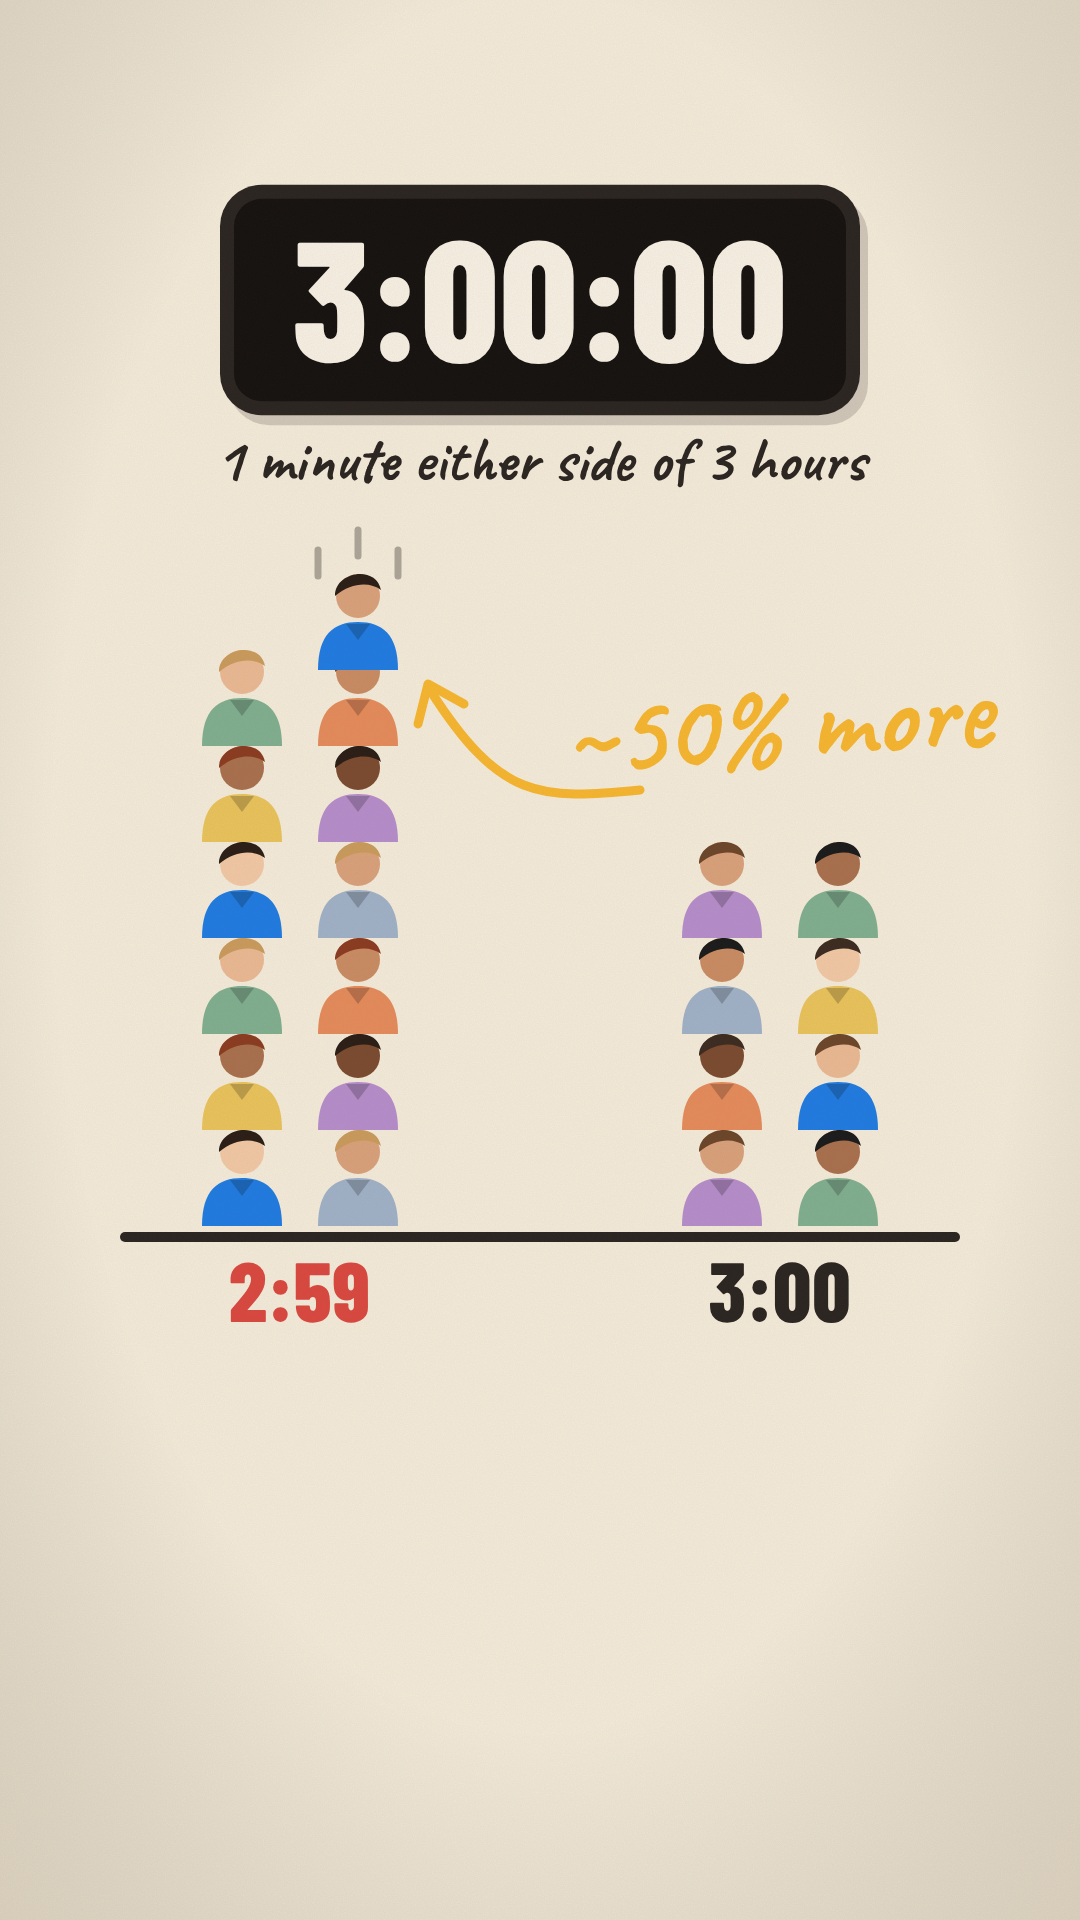 3:00:00
1 minute either side of 3 hours
~50% more
2:59
3:00